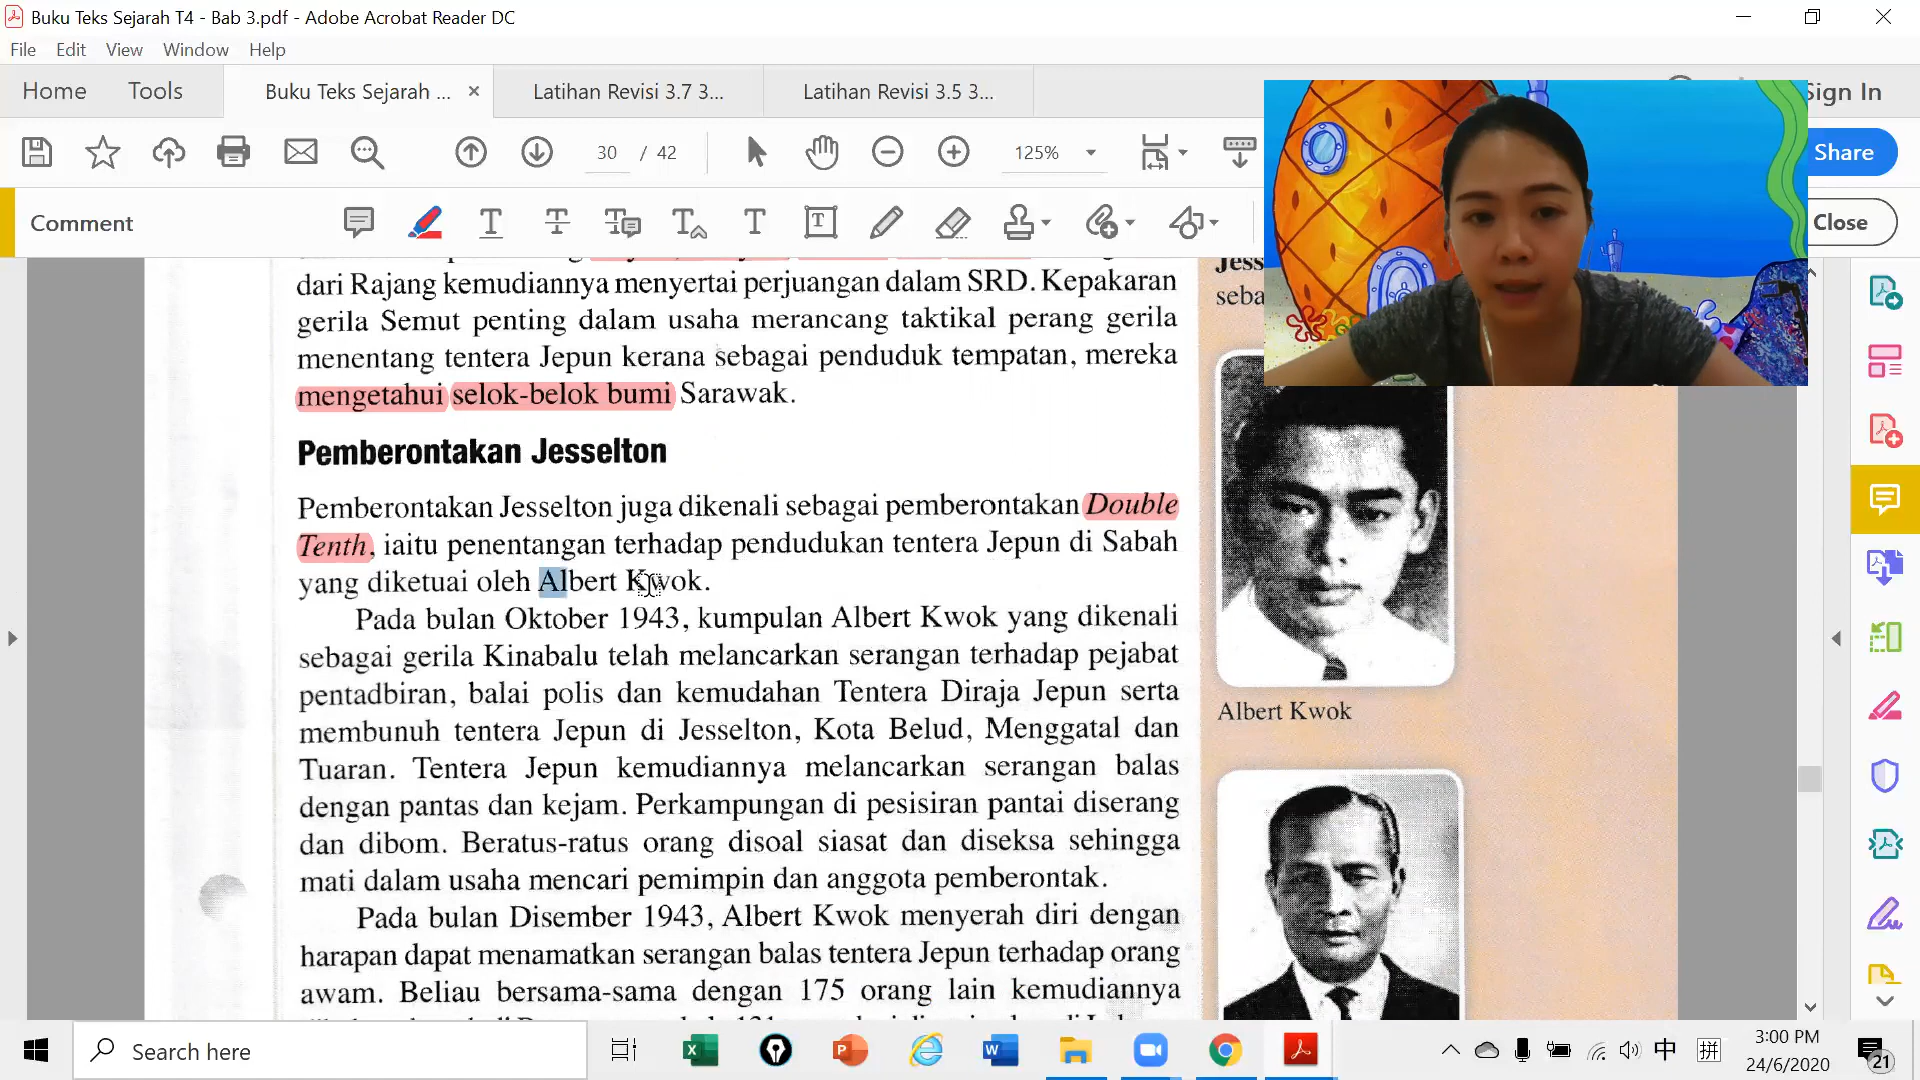 Buku Teks Sejarah T4 - Bab 3.pdf - Adobe Acrobat Reader DC
File Edit View Window Help
Home Tools Buku Teks Sejarah ... Latihan Revisi 3.7 3... Latihan Revisi 3.5 3... Sign In
30 / 42 125% Share
Comment Close
dari Rajang kemudiannya menyertai perjuangan dalam SRD. Kepakaran
gerila Semut penting dalam usaha merancang taktikal perang gerila
menentang tentera Jepun kerana sebagai penduduk tempatan, mereka
mengetahui selok-belok bumi Sarawak.
Pemberontakan Jesselton
Pemberontakan Jesselton juga dikenali sebagai pemberontakan Double
Tenth, iaitu penentangan terhadap pendudukan tentera Jepun di Sabah
yang diketuai oleh Albert Kwok.
Pada bulan Oktober 1943, kumpulan Albert Kwok yang dikenali
sebagai gerila Kinabalu telah melancarkan serangan terhadap pejabat
pentadbiran, balai polis dan kemudahan Tentera Diraja Jepun serta
membunuh tentera Jepun di Jesselton, Kota Belud, Menggatal dan
Tuaran. Tentera Jepun kemudiannya melancarkan serangan balas
dengan pantas dan kejam. Perkampungan di pesisiran pantai diserang
dan dibom. Beratus-ratus orang disoal siasat dan diseksa sehingga
mati dalam usaha mencari pemimpin dan anggota pemberontak.
Pada bulan Disember 1943, Albert Kwok menyerah diri dengan
harapan dapat menamatkan serangan balas tentera Jepun terhadap orang
awam. Beliau bersama-sama dengan 175 orang lain kemudiannya
Jess
seba
Albert Kwok
Search here
中 拼
3:00 PM
24/6/2020
21